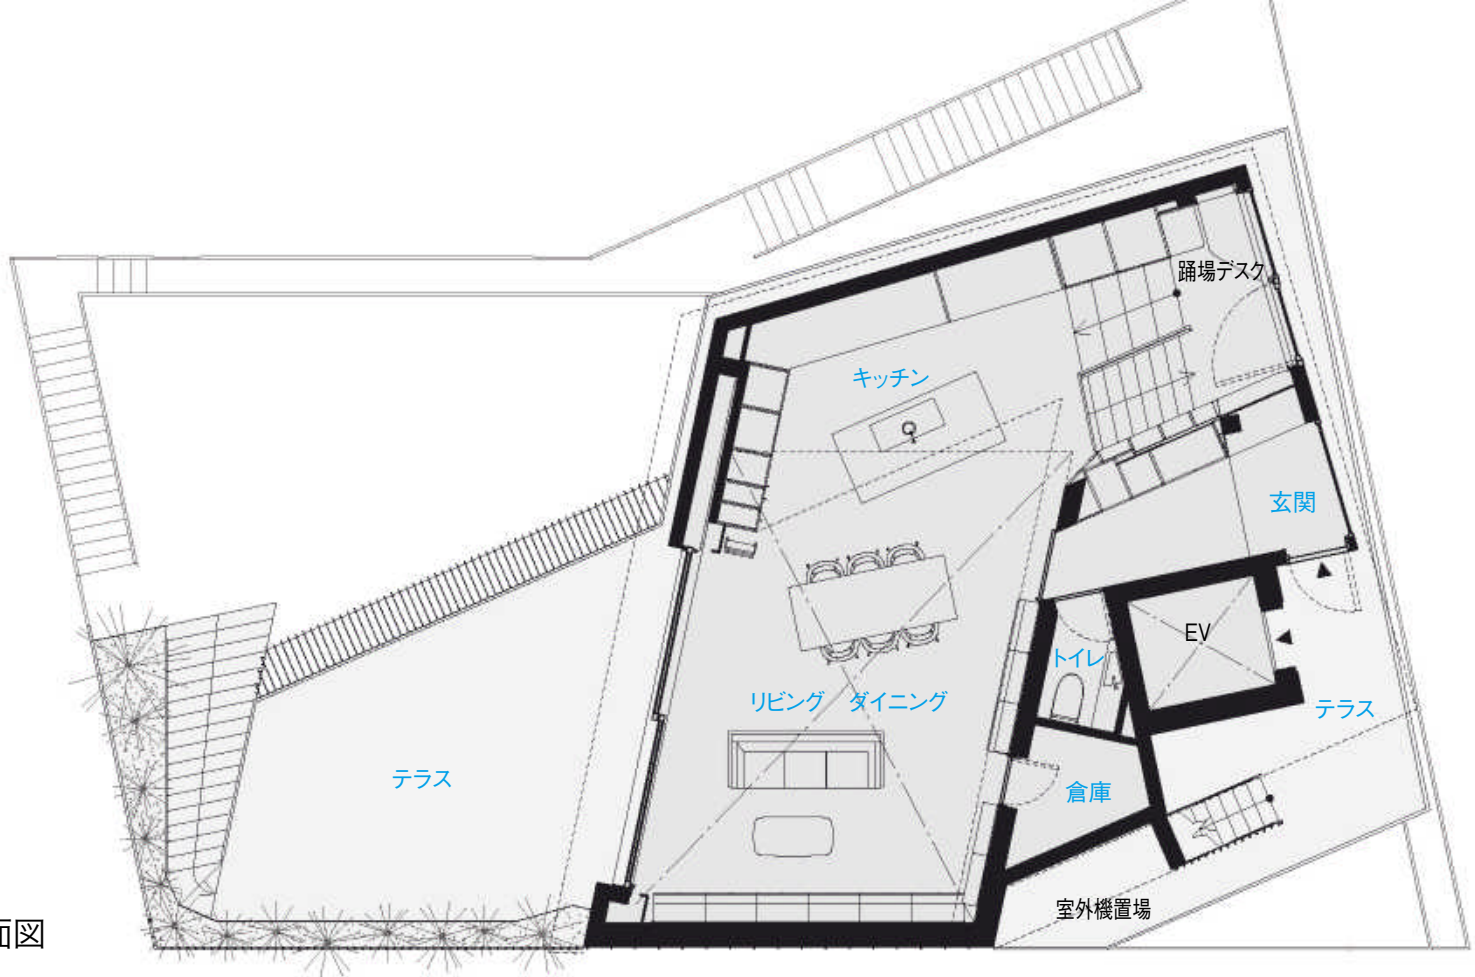 踊場デスク
キッチン
玄関
EV
トイレ
リビング ダイニング
テラス
テラス
倉庫
室外機置場
面図